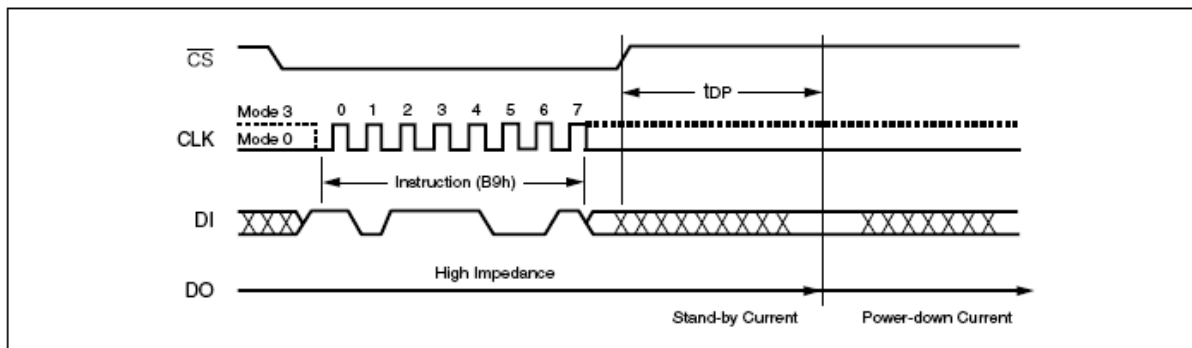 CS
tDP
Mode 3
0 1 2 3 4 5 6 7
CLK
Mode 0
Instruction (B9h)
DI
High Impedance
DO
Stand-by Current
Power-down Current